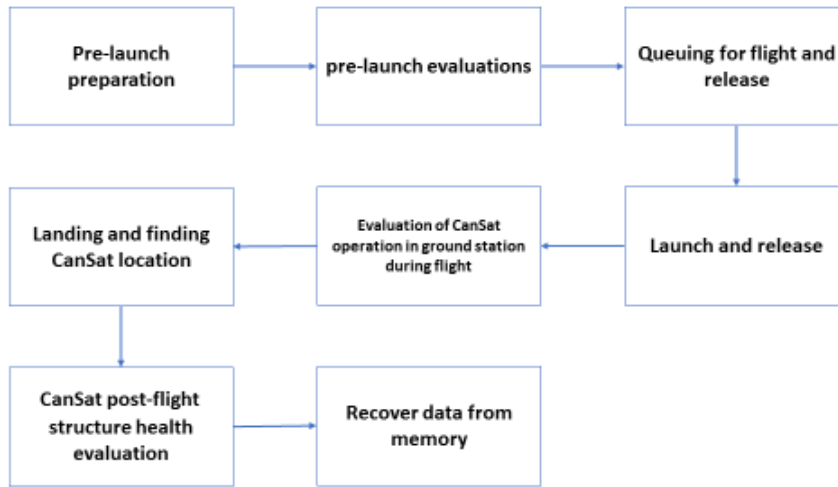 Pre-launch
preparation
pre-launch evaluations
Queuing for flight and
release
Launch and release
Evaluation of CanSat
operation in ground station
during flight
Landing and finding
CanSat location
CanSat post-flight
structure health
evaluation
Recover data from
memory